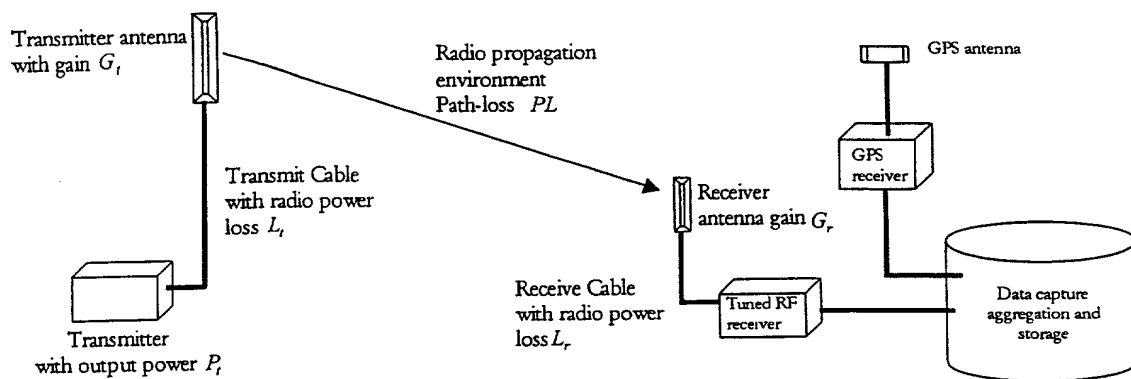 Transmitter antenna
with gain G_t
Radio propagation
environment
Path-loss PL
GPS antenna
GPS
receiver
Transmit Cable
with radio power
loss L_t
Receiver
antenna gain G_r
Transmitter
with output power P_t
Receive Cable
with radio power
loss L_r
Tuned RF
receiver
Data capture
aggregation and
storage